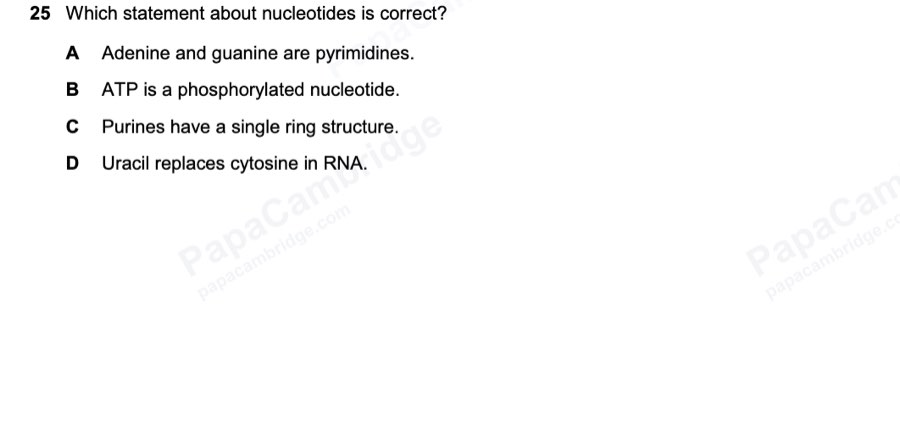 25 Which statement about nucleotides is correct?
A Adenine and guanine are pyrimidines.
B ATP is a phosphorylated nucleotide.
C Purines have a single ring structure.
D Uracil replaces cytosine in RNA.
PapaCambridge
papacambridge.com
PapaCam
papacambridge.co